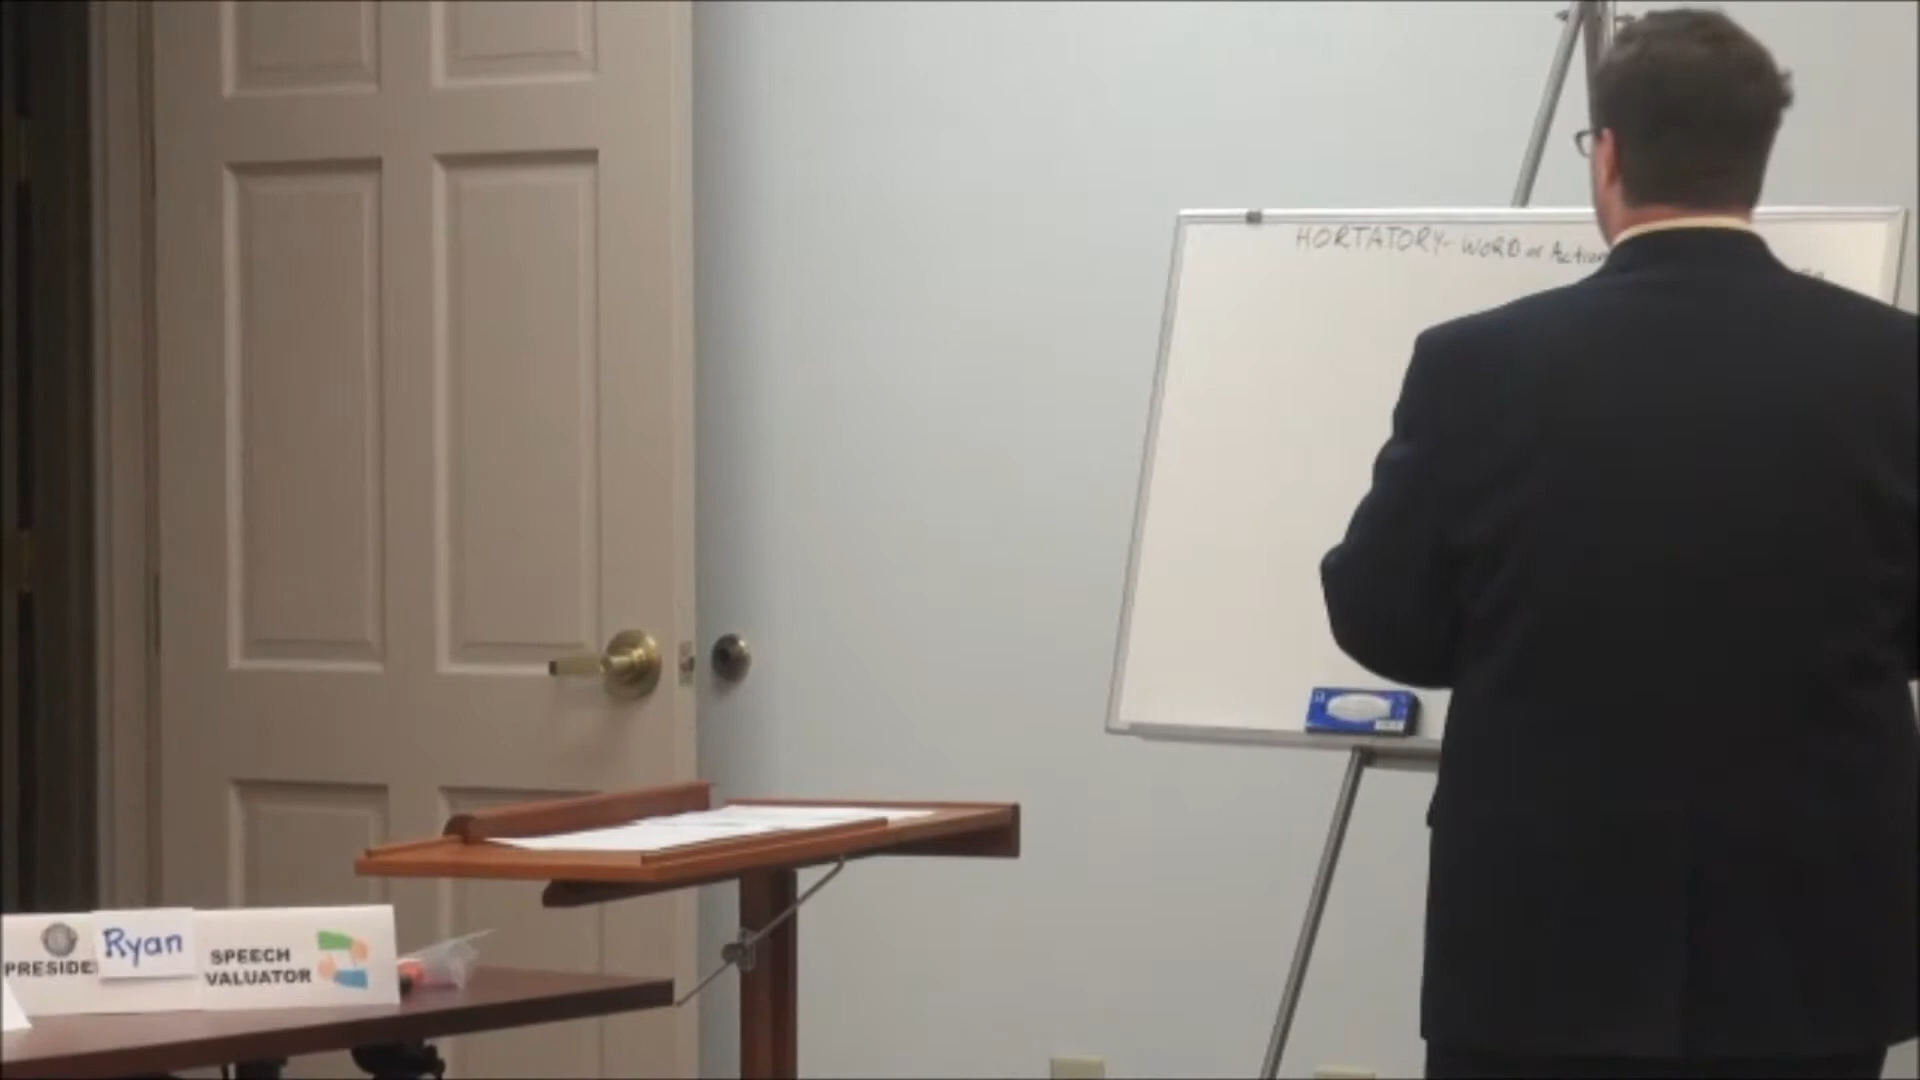 HORTATORY- WORD of Action
PRESIDE
Ryan
SPEECH
VALUATOR